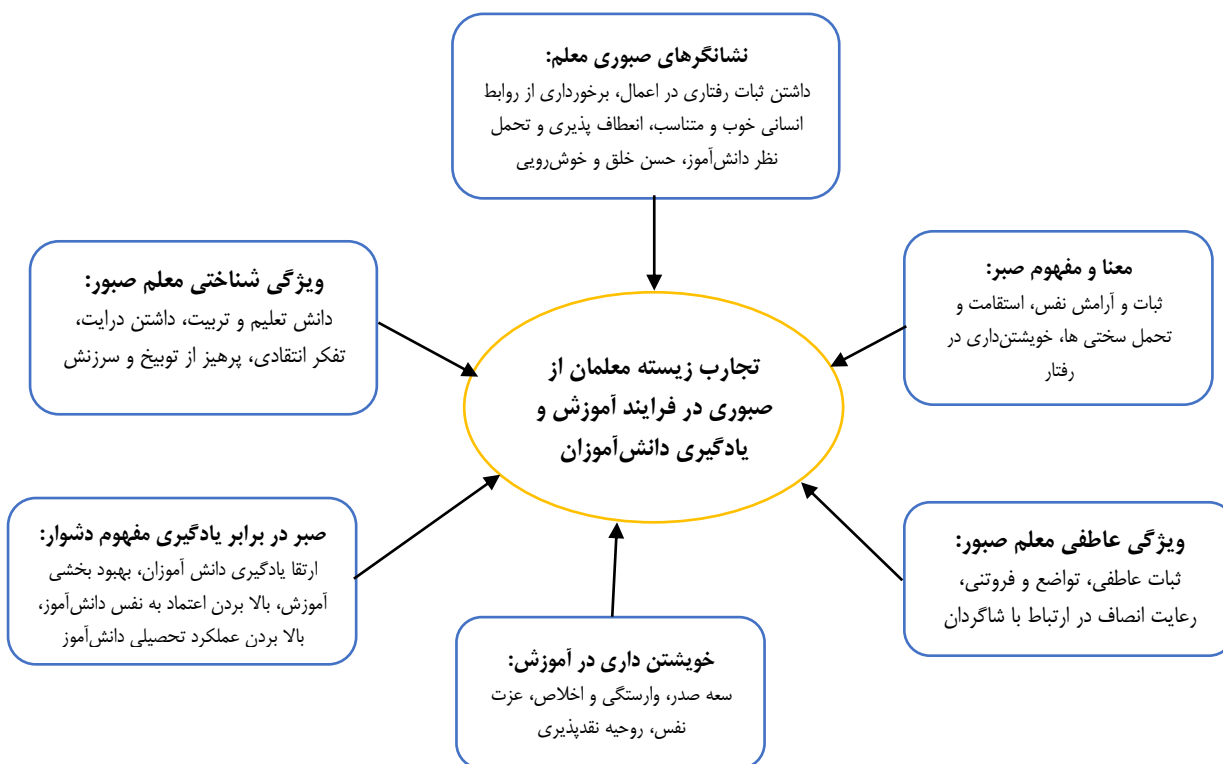 نشانگرهای صبوری معلم:
داشتن ثبات رفتاری در اعمال، برخورداری از روابط
انسانی خوب و متناسب، انعطاف پذیری و تحمل
نظر دانش‌آموز، حسن خلق و خوش‌رویی
معنا و مفهوم صبر:
ثبات و آرامش نفس، استقامت و
تحمل سختی ها، خویشتن‌داری در
رفتار
ویژگی شناختی معلم صبور:
دانش تعلیم و تربیت، داشتن درایت،
تفکر انتقادی، پرهیز از توبیخ و سرزنش
تجارب زیسته معلمان از
صبوری در فرایند آموزش و
یادگیری دانش‌آموزان
ویژگی عاطفی معلم صبور:
ثبات عاطفی، تواضع و فروتنی،
رعایت انصاف در ارتباط با شاگردان
صبر در برابر یادگیری مفهوم دشوار:
ارتقا یادگیری دانش آموزان، بهبود بخشی
آموزش، بالا بردن اعتماد به نفس دانش‌آموز،
بالا بردن عملکرد تحصیلی دانش‌آموز
خویشتن داری در آموزش:
سعه صدر، وارستگی و اخلاص، عزت
نفس، روحیه نقدپذیری